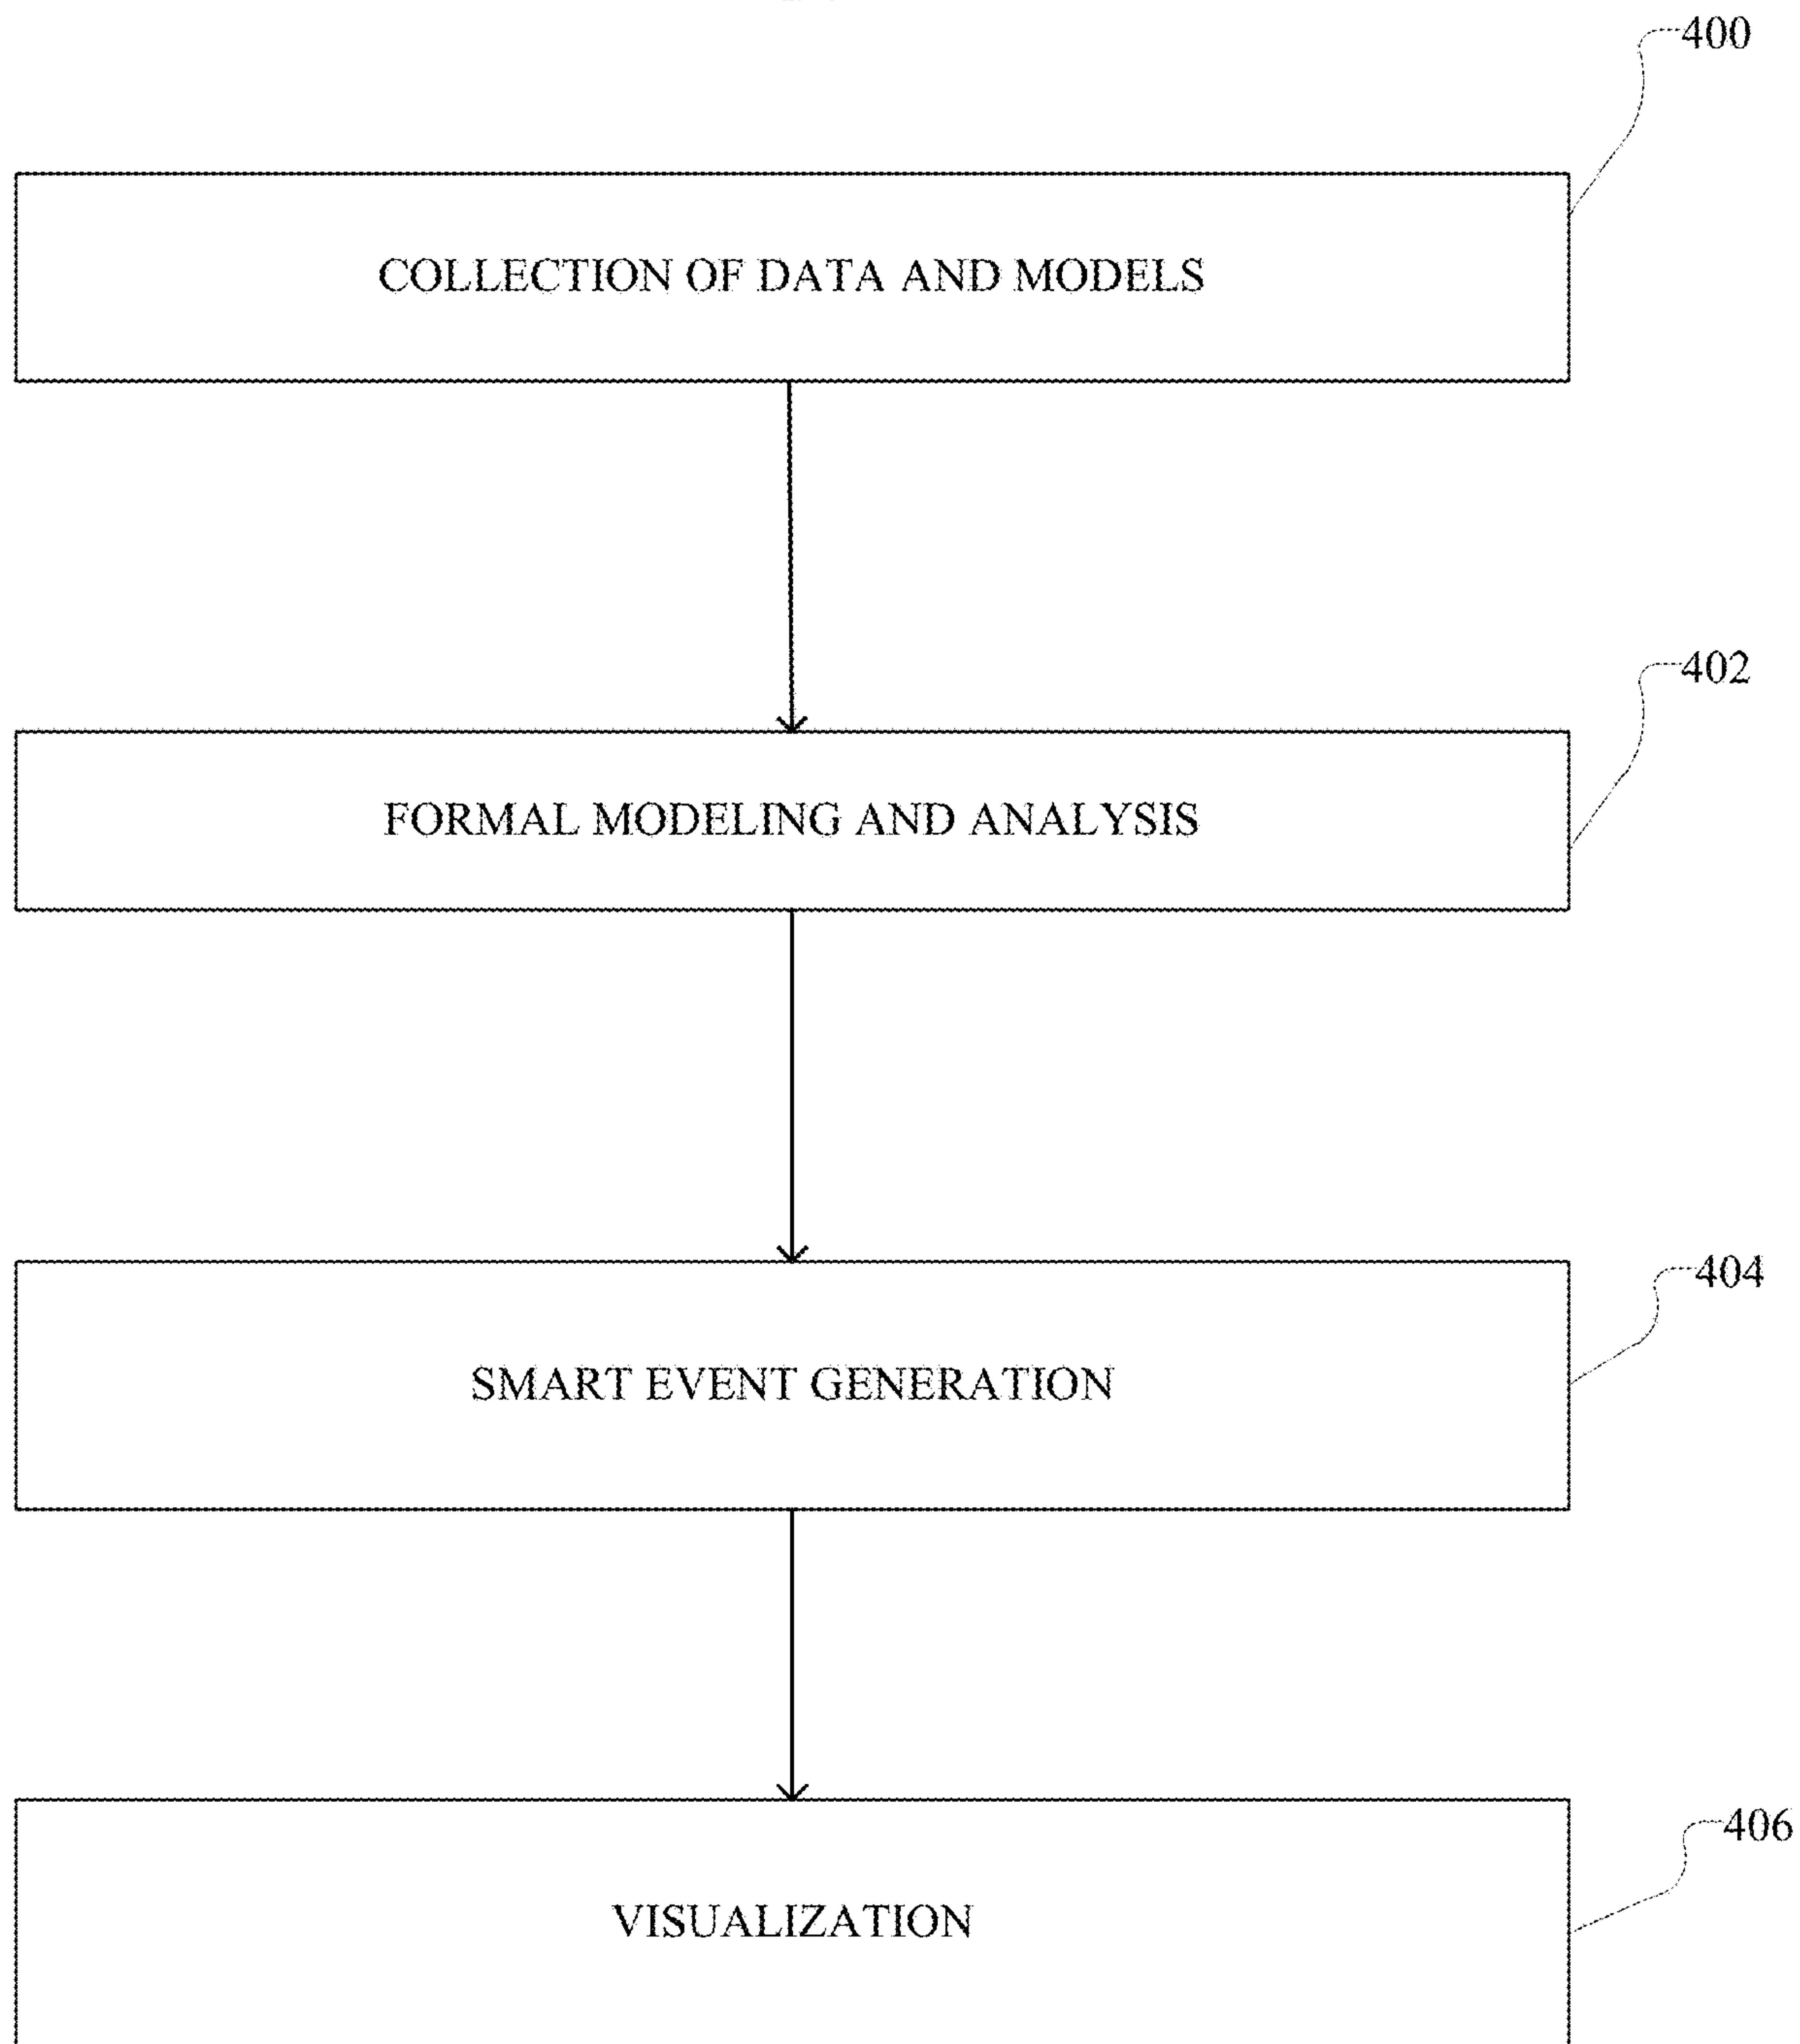 400
COLLECTION OF DATA AND MODELS
402
FORMAL MODELING AND ANALYSIS
404
SMART EVENT GENERATION
406
VISUALIZATION